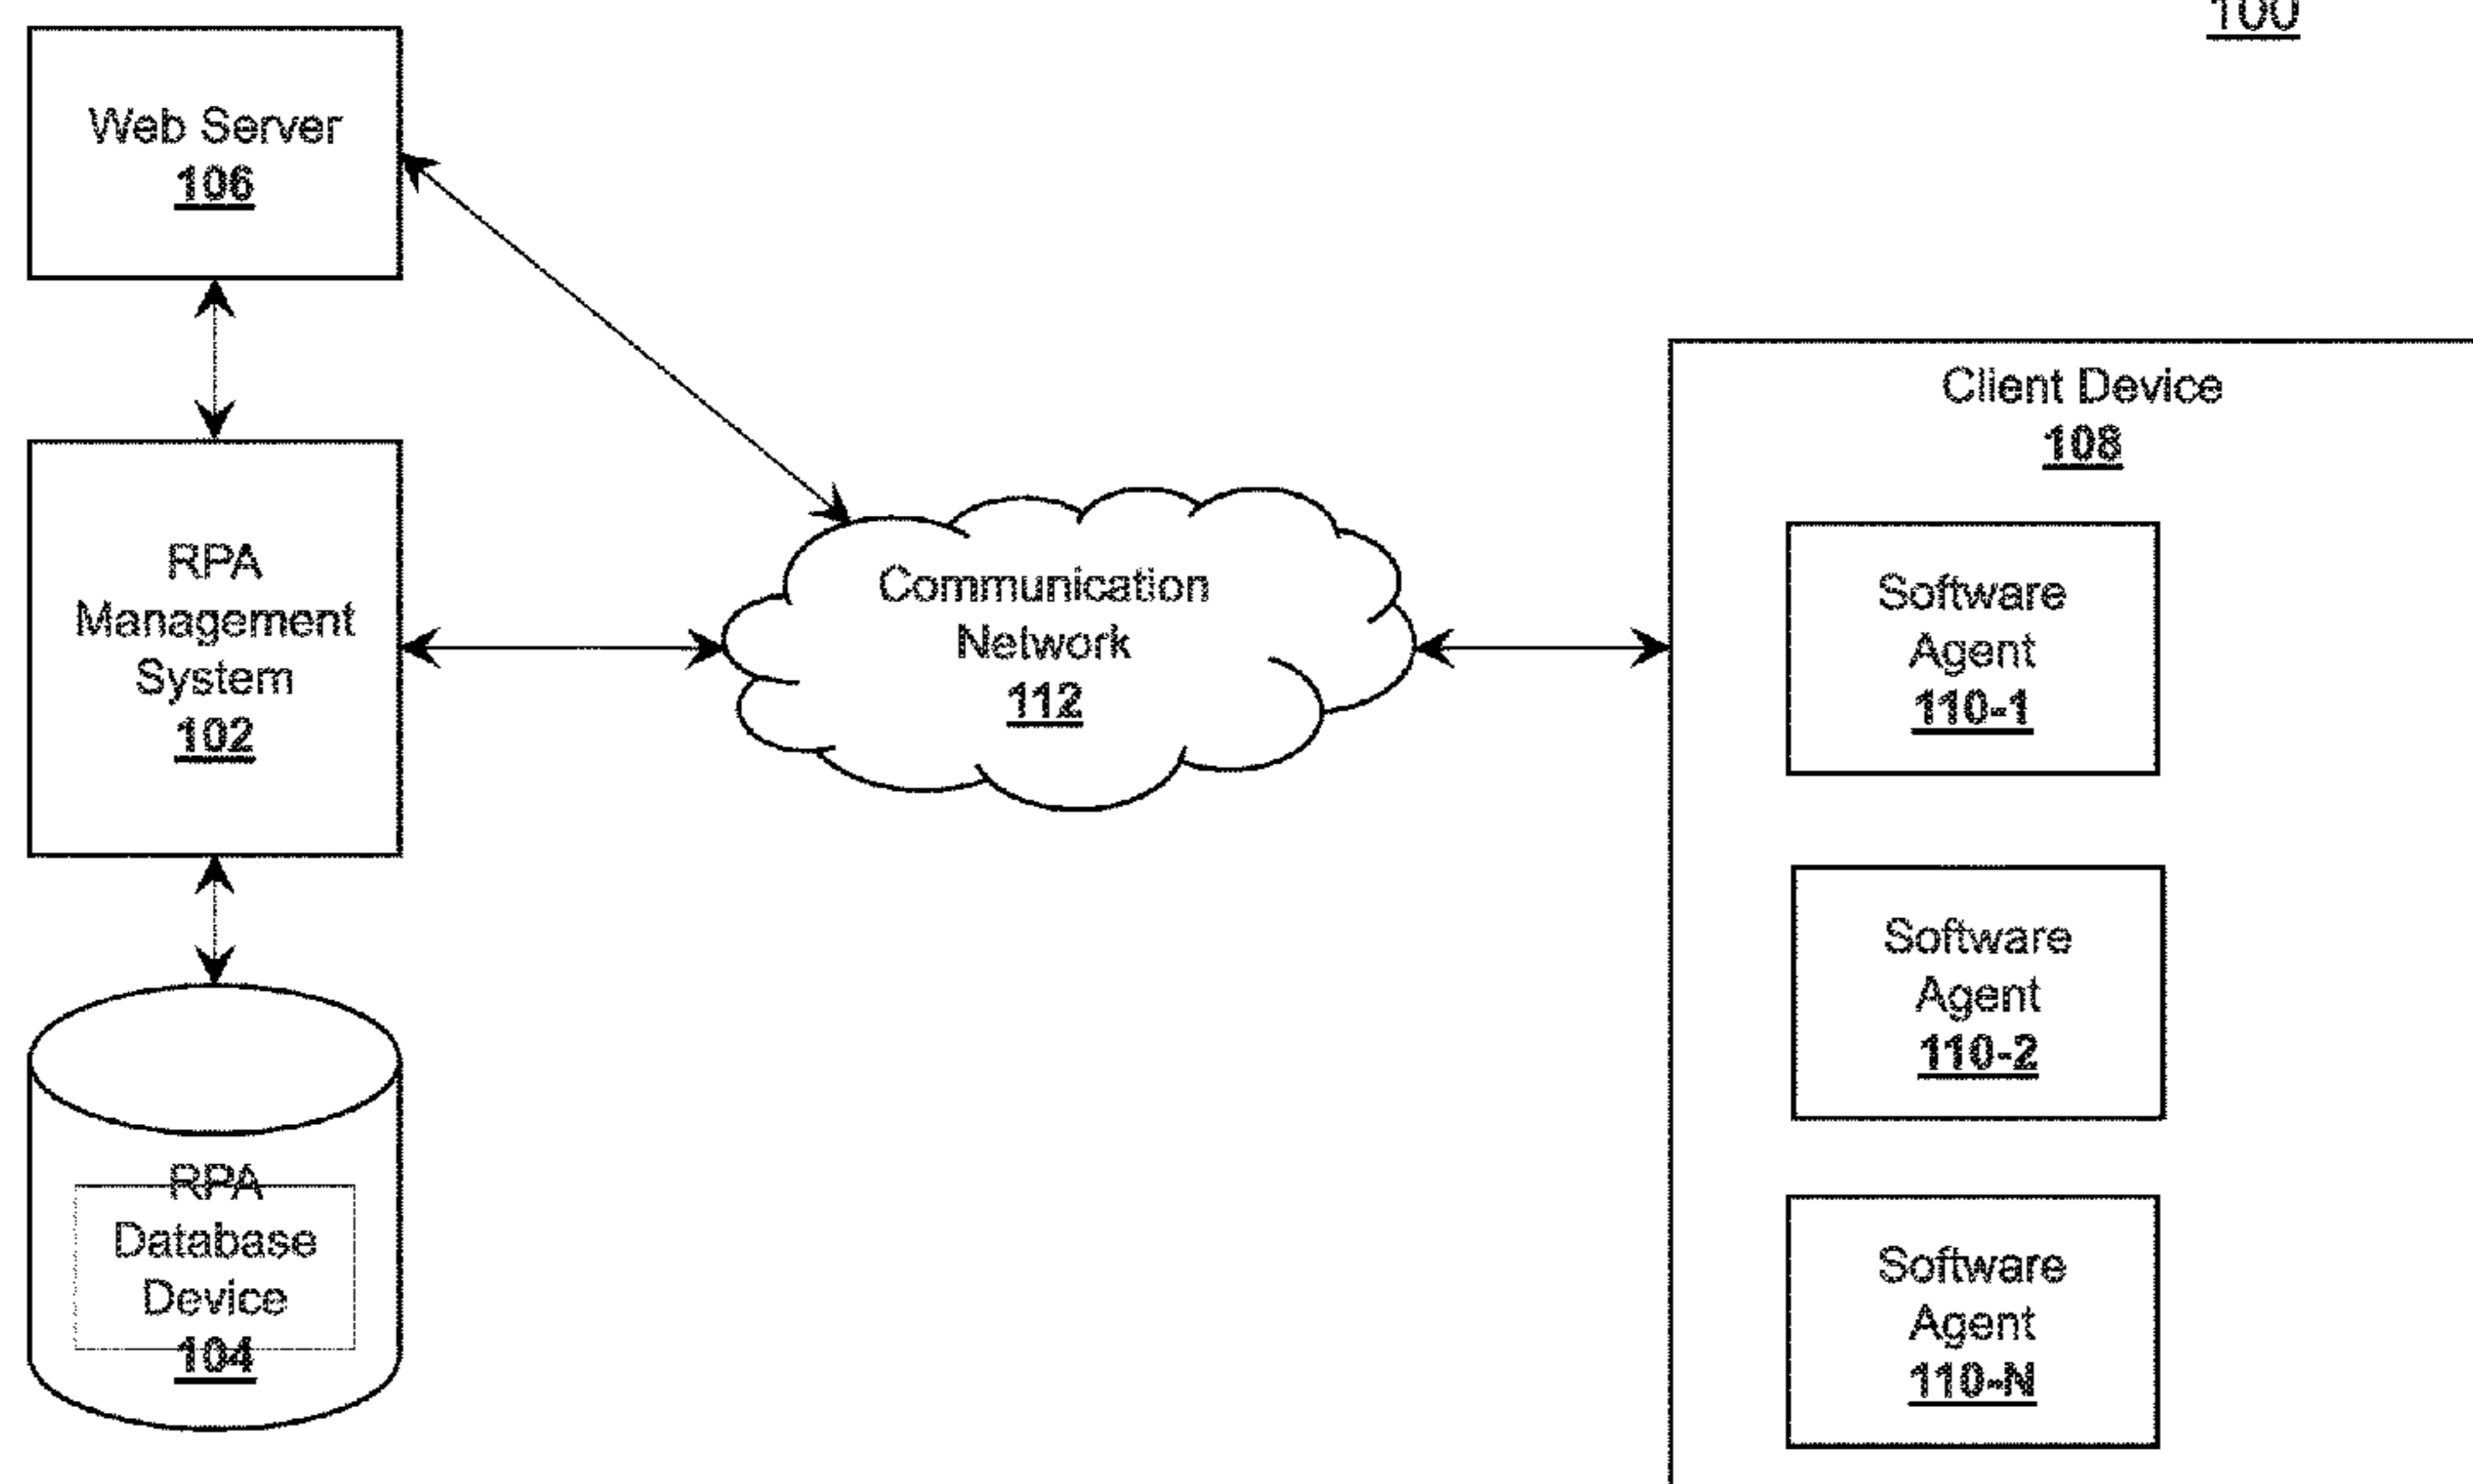 100
Web Server
106
RPA
Management
System
102
RPA
Database
Device
104
Communication
Network
112
Client Device
108
Software
Agent
110-1
Software
Agent
110-2
Software
Agent
110-N